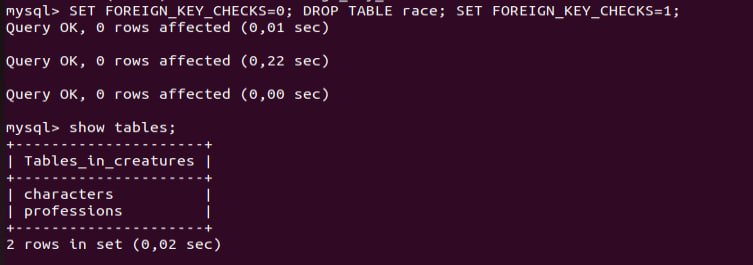 mysql> SET FOREIGN_KEY_CHECKS=0; DROP TABLE race; SET FOREIGN_KEY_CHECKS=1;
Query OK, 0 rows affected (0,01 sec)
Query OK, 0 rows affected (0,22 sec)
Query OK, 0 rows affected (0,00 sec)
mysql> show tables;
+---------------------+
| Tables_in_creatures |
+---------------------+
| characters          |
| professions         |
+---------------------+
2 rows in set (0,02 sec)